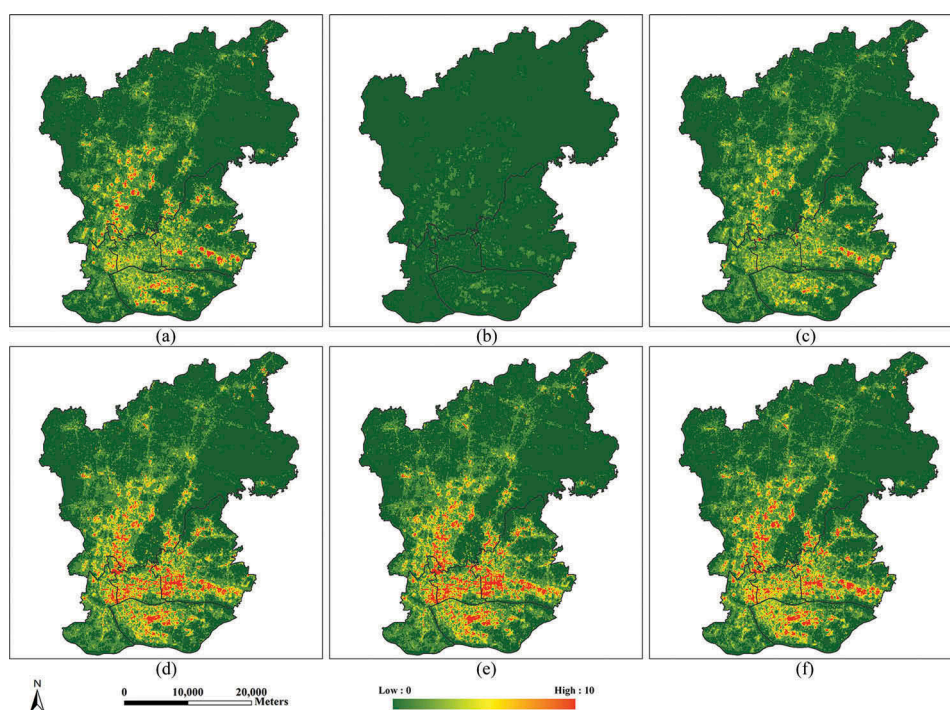 (a) (b) (c)
(d) (e) (f)
N
0 10,000 20,000
Meters
Low : 0 High : 10